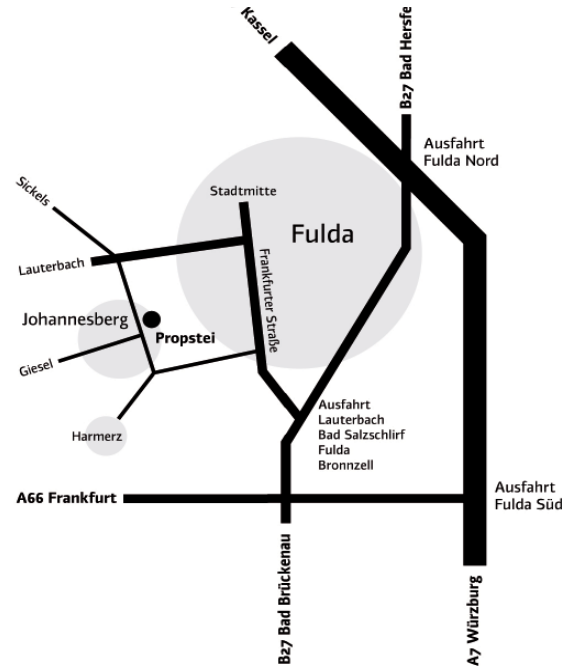 Kassel
B27 Bad Hersfe
Ausfahrt
Fulda Nord
Sickels
Stadtmitte
Fulda
Lauterbach
Frankfurter Straße
Johannesberg
Propstei
Giesel
Harmerz
Ausfahrt
Lauterbach
Bad Salzschlirf
Fulda
Bronnzell
A66 Frankfurt
Ausfahrt
Fulda Süd
B27 Bad Brückenau
A7 Würzburg